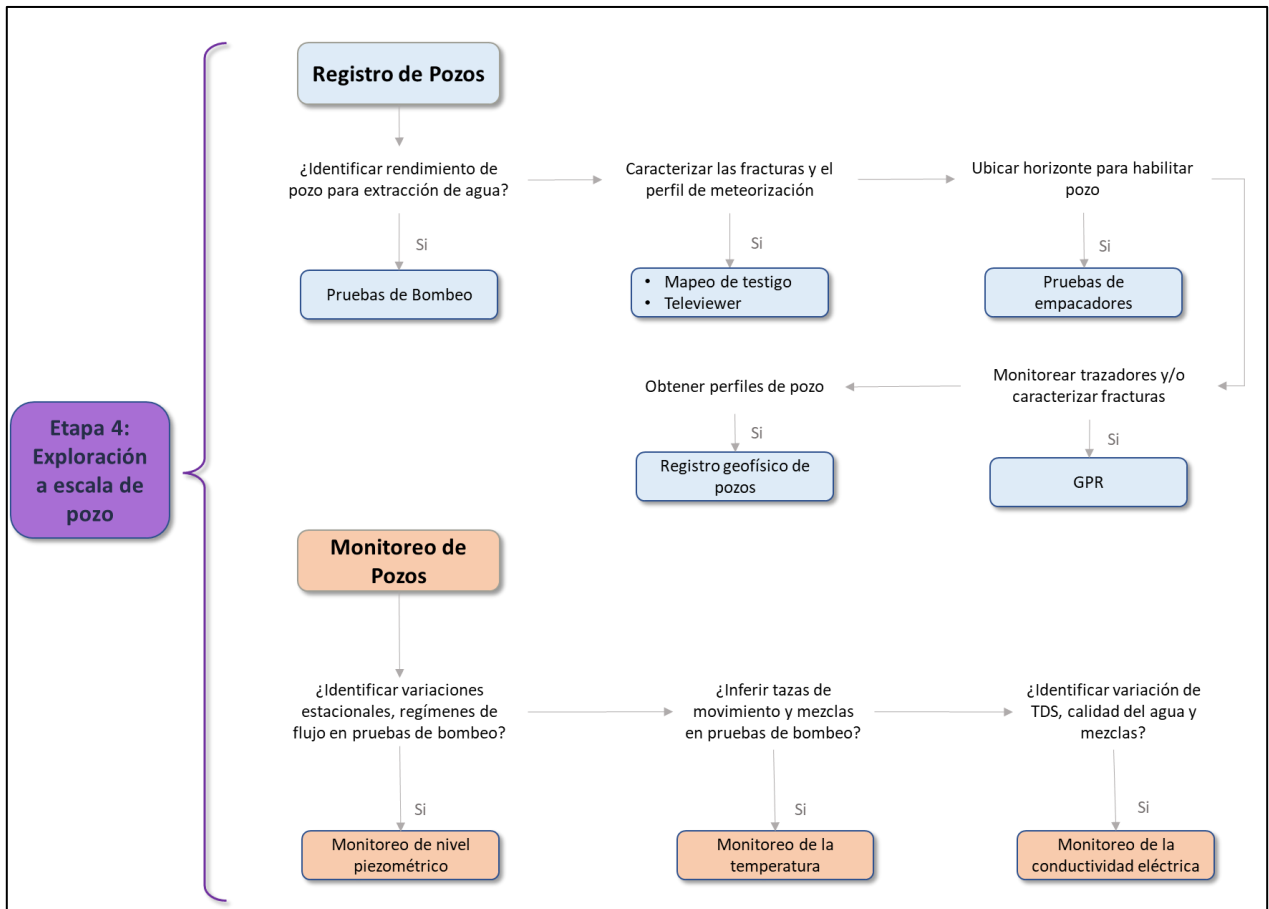 Registro de Pozos
¿Identificar rendimiento de
pozo para extracción de agua?
Caracterizar las fracturas y el
perfil de meteorización
Ubicar horizonte para habilitar
pozo
Si
Si
Si
Pruebas de Bombeo
• Mapeo de testigo
• Televiewer
Pruebas de
empacadores
Obtener perfiles de pozo
Monitorear trazadores y/o
caracterizar fracturas
Si
Si
Registro geofísico de
pozos
GPR
Etapa 4:
Exploración
a escala de
pozo
Monitoreo de
Pozos
¿Identificar variaciones
estacionales, regímenes de
flujo en pruebas de bombeo?
¿Inferir tazas de
movimiento y mezclas
en pruebas de bombeo?
¿Identificar variación de
TDS, calidad del agua y
mezclas?
Si
Si
Si
Monitoreo de nivel
piezométrico
Monitoreo de la
temperatura
Monitoreo de la
conductividad eléctrica